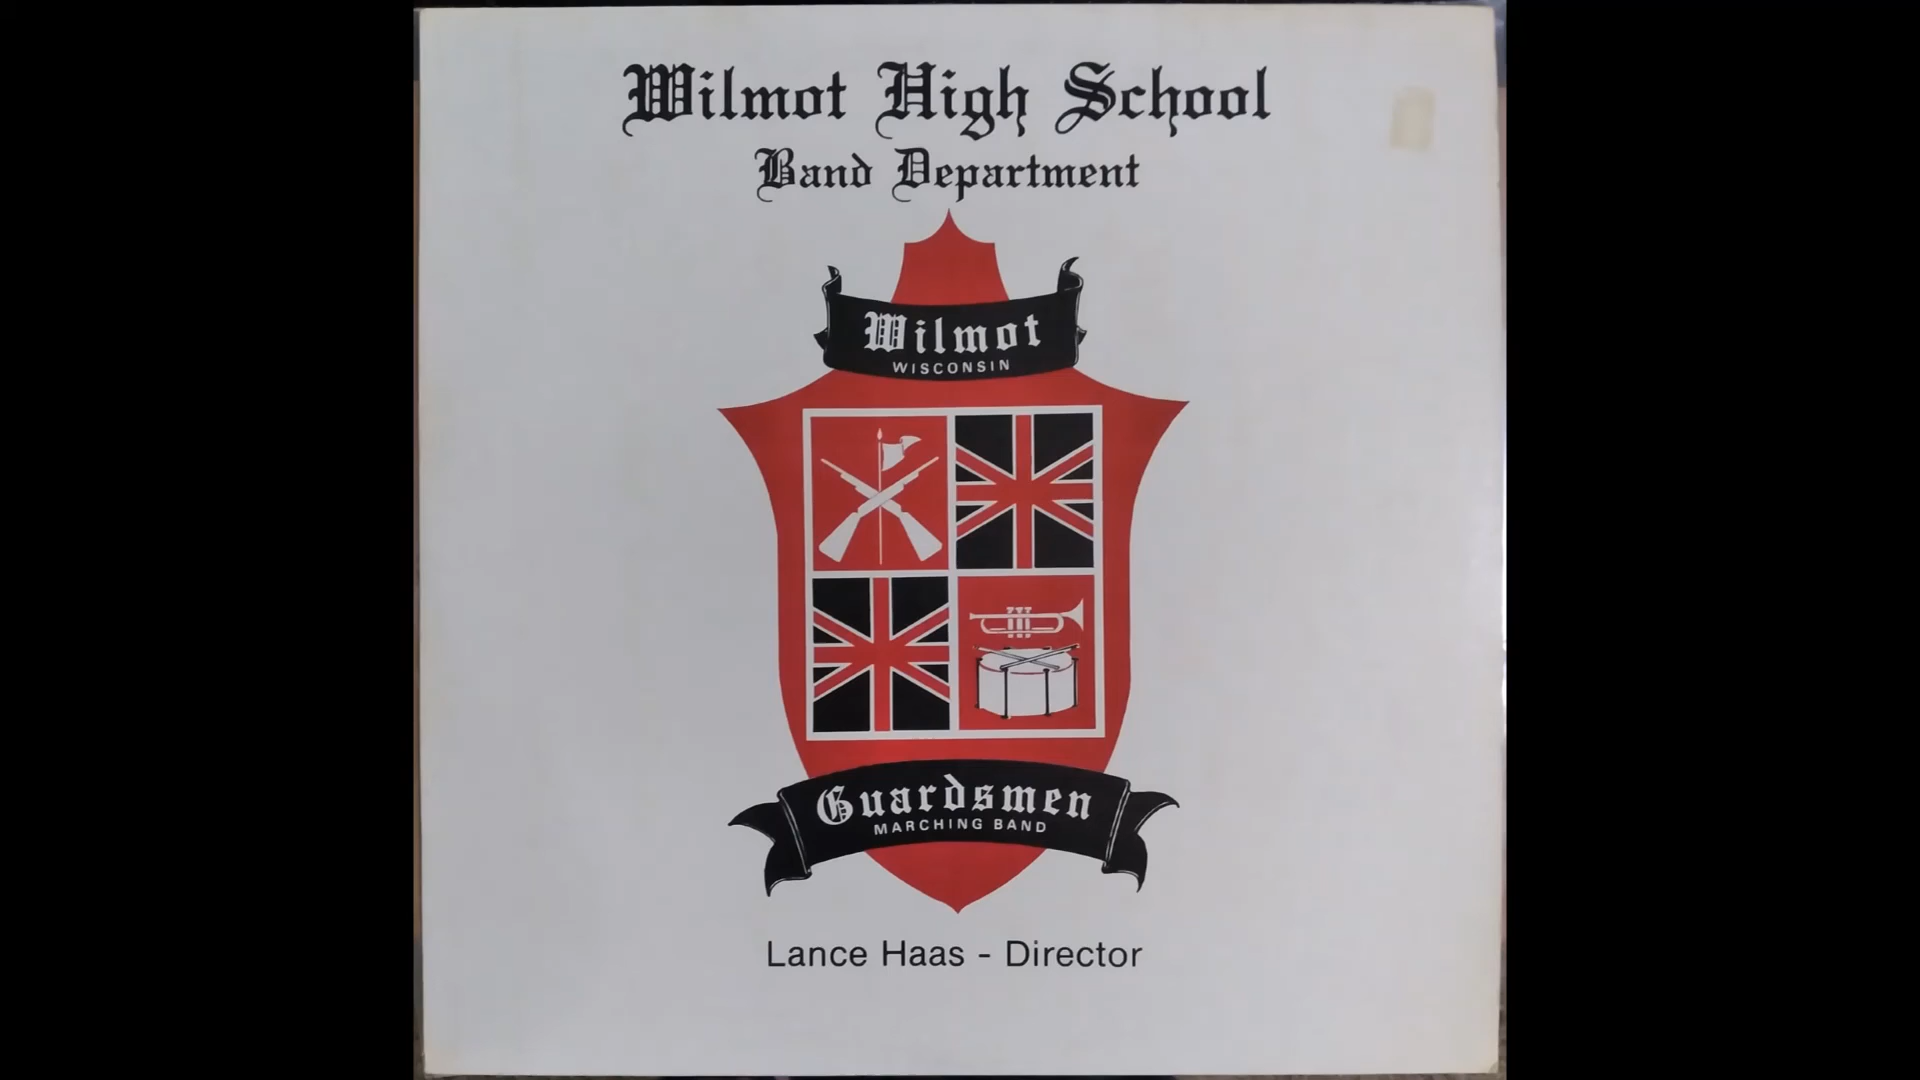 Wilmot High School
Band Department
Wilmot
WISCONSIN
Guardsmen
MARCHING BAND
Lance Haas - Director